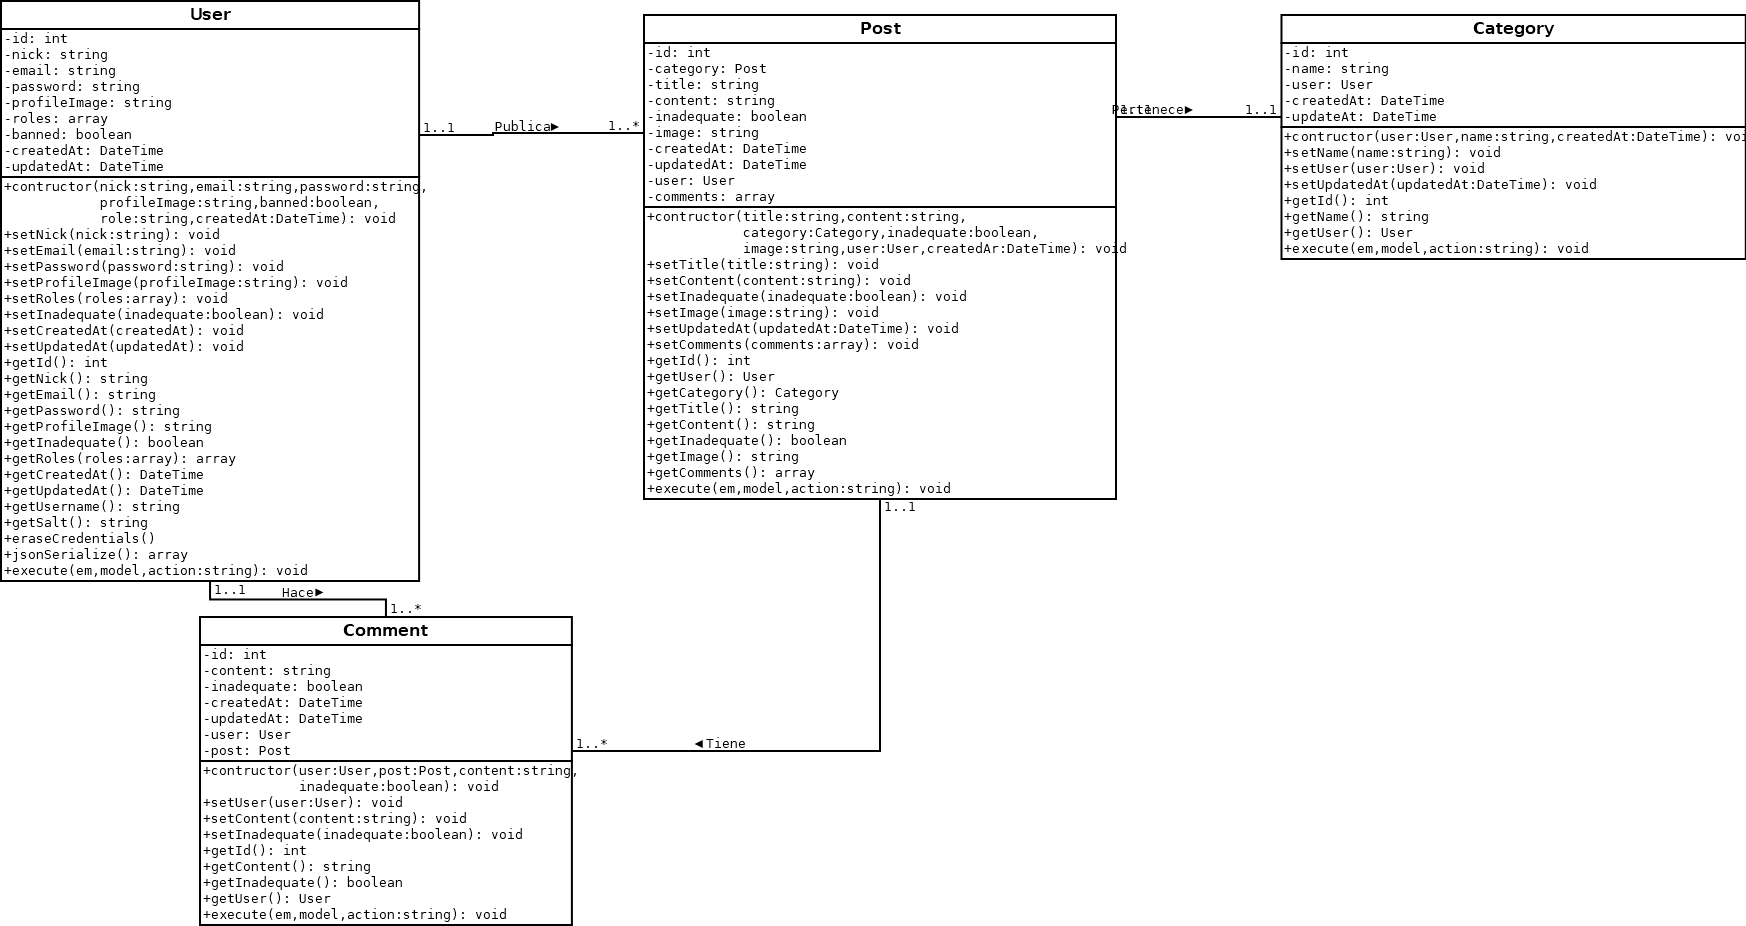 User
-id: int
-nick: string
-email: string
-password: string
-profileImage: string
-roles: array
-banned: boolean
-createdAt: DateTime
-updatedAt: DateTime
+contructor(nick:string,email:string,password:string,
profileImage:string,banned:boolean,
role:string,createdAt:DateTime): void
+setNick(nick:string): void
+setEmail(email:string): void
+setPassword(password:string): void
+setProfileImage(profileImage:string): void
+setRoles(roles:array): void
+setInadequate(inadequate:boolean): void
+setCreatedAt(createdAt): void
+setUpdatedAt(updatedAt): void
+getId(): int
+getNick(): string
+getEmail(): string
+getPassword(): string
+getProfileImage(): string
+getInadequate(): boolean
+getRoles(roles:array): array
+getCreatedAt(): DateTime
+getUpdatedAt(): DateTime
+getUsername(): string
+getSalt(): string
+eraseCredentials()
+jsonSerialize(): array
+execute(em,model,action:string): void
1..1
Publica►
1..*
Post
-id: int
-category: Post
-title: string
-content: string
-inadequate: boolean
-image: string
-createdAt: DateTime
-updatedAt: DateTime
-user: User
-comments: array
+contructor(title:string,content:string,
category:Category,inadequate:boolean,
image:string,user:User,createdAr:DateTime): void
+setTitle(title:string): void
+setContent(content:string): void
+setInadequate(inadequate:boolean): void
+setImage(image:string): void
+setUpdatedAt(updatedAt:DateTime): void
+setComments(comments:array): void
+getId(): int
+getUser(): User
+getCategory(): Category
+getTitle(): string
+getContent(): string
+getInadequate(): boolean
+getImage(): string
+getComments(): array
+execute(em,model,action:string): void
1..1
Pertenece►
1..1
Category
-id: int
-name: string
-user: User
-createdAt: DateTime
-updateAt: DateTime
+contructor(user:User,name:string,createdAt:DateTime): voi
+setName(name:string): void
+setUser(user:User): void
+setUpdatedAt(updatedAt:DateTime): void
+getId(): int
+getName(): string
+getUser(): User
+execute(em,model,action:string): void
1..1
1..1
Hace►
1..*
Comment
-id: int
-content: string
-inadequate: boolean
-createdAt: DateTime
-updatedAt: DateTime
-user: User
-post: Post
+contructor(user:User,post:Post,content:string,
inadequate:boolean): void
+setUser(user:User): void
+setContent(content:string): void
+setInadequate(inadequate:boolean): void
+getId(): int
+getContent(): string
+getInadequate(): boolean
+getUser(): User
+execute(em,model,action:string): void
1..*
◄Tiene